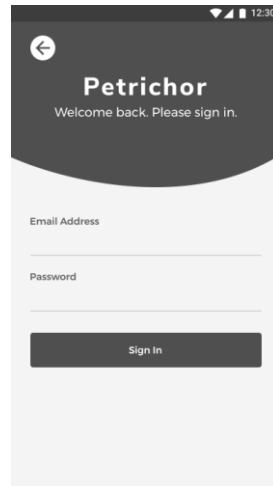 12:30
Petrichor
Welcome back. Please sign in.
Email Address
Password
Sign In